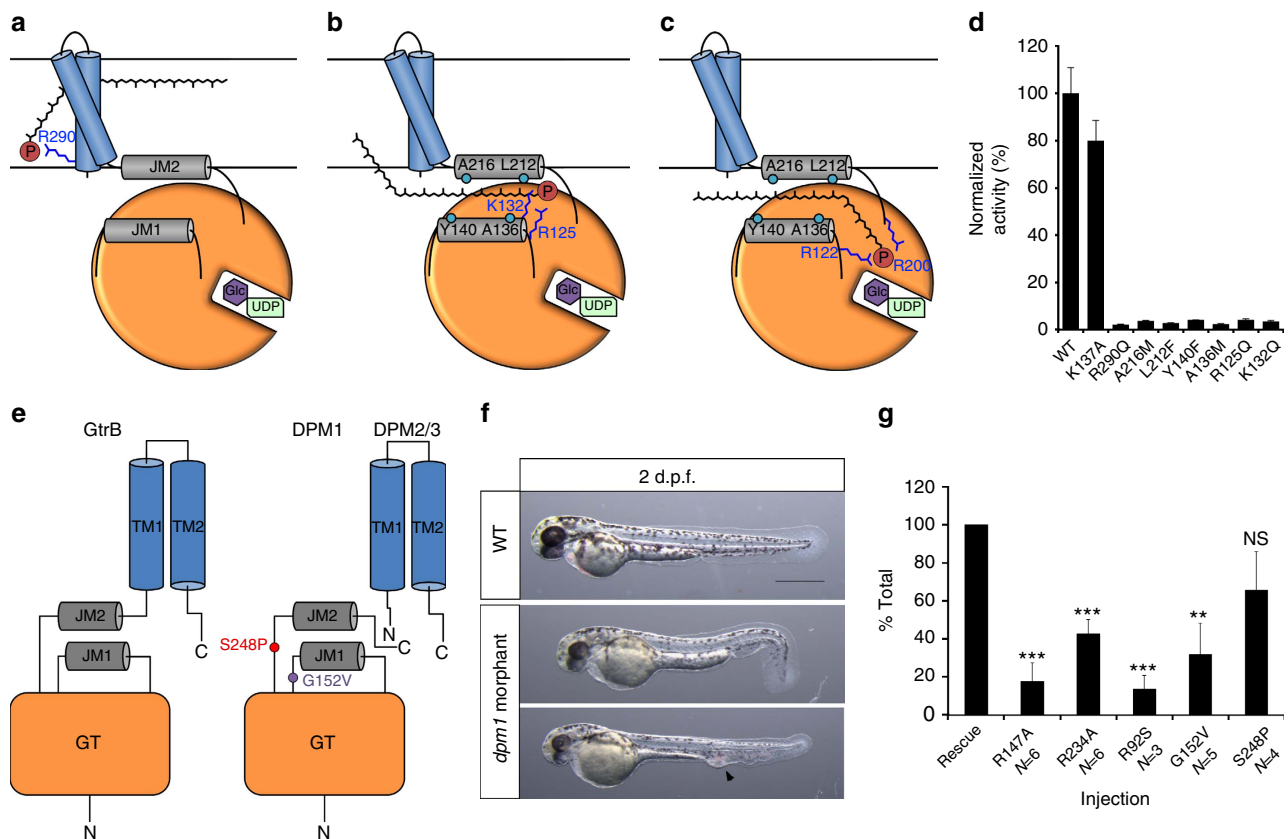 a
P
R290
JM2
JM1
Glc
UDP
b
A216 L212
P
K132
Y140 A136
R125
Glc
UDP
c
A216 L212
Y140 A136
R122
P
R200
Glc
UDP
d
Normalized
activity (%)
120
100
80
60
40
20
0
WT
K137A
R290Q
A216M
L212F
Y140F
A136M
R125Q
K132Q
e
GtrB
TM1
TM2
JM2
JM1
C
GT
N
DPM1
DPM2/3
TM1
TM2
JM2
N
C
C
S248P
JM1
G152V
GT
N
f
2 d.p.f.
WT
dpm1 morphant
g
% Total
120
100
80
60
40
20
0
***
***
***
**
NS
Rescue
R147A
N=6
R234A
N=6
R92S
N=3
G152V
N=5
S248P
N=4
Injection